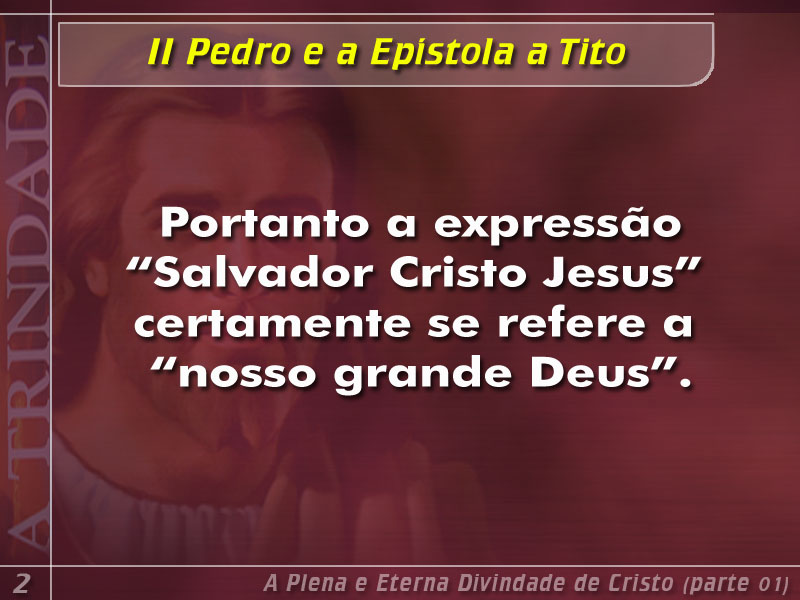 II Pedro e a Epístola a Tito
A TRINDADE
Portanto a expressão
“Salvador Cristo Jesus”
certamente se refere a
“nosso grande Deus”.
2
A Plena e Eterna Divindade de Cristo (parte 01)